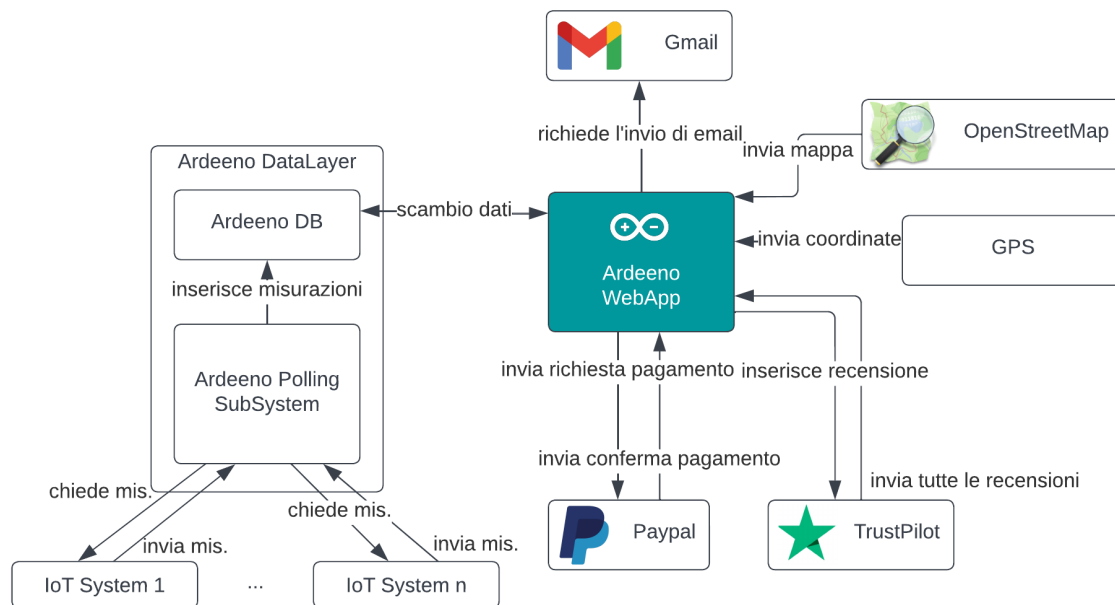 Gmail
richiede l'invio di email
OpenStreetMap
invia mappa
Ardeeno DataLayer
Ardeeno DB
scambio dati
invia coordinate
GPS
Ardeeno
WebApp
inserisce misurazioni
Ardeeno Polling
SubSystem
invia richiesta pagamento
inserisce recensione
invia conferma pagamento
invia tutte le recensioni
chiede mis.
chiede mis.
invia mis.
invia mis.
Paypal
TrustPilot
IoT System 1
...
IoT System n